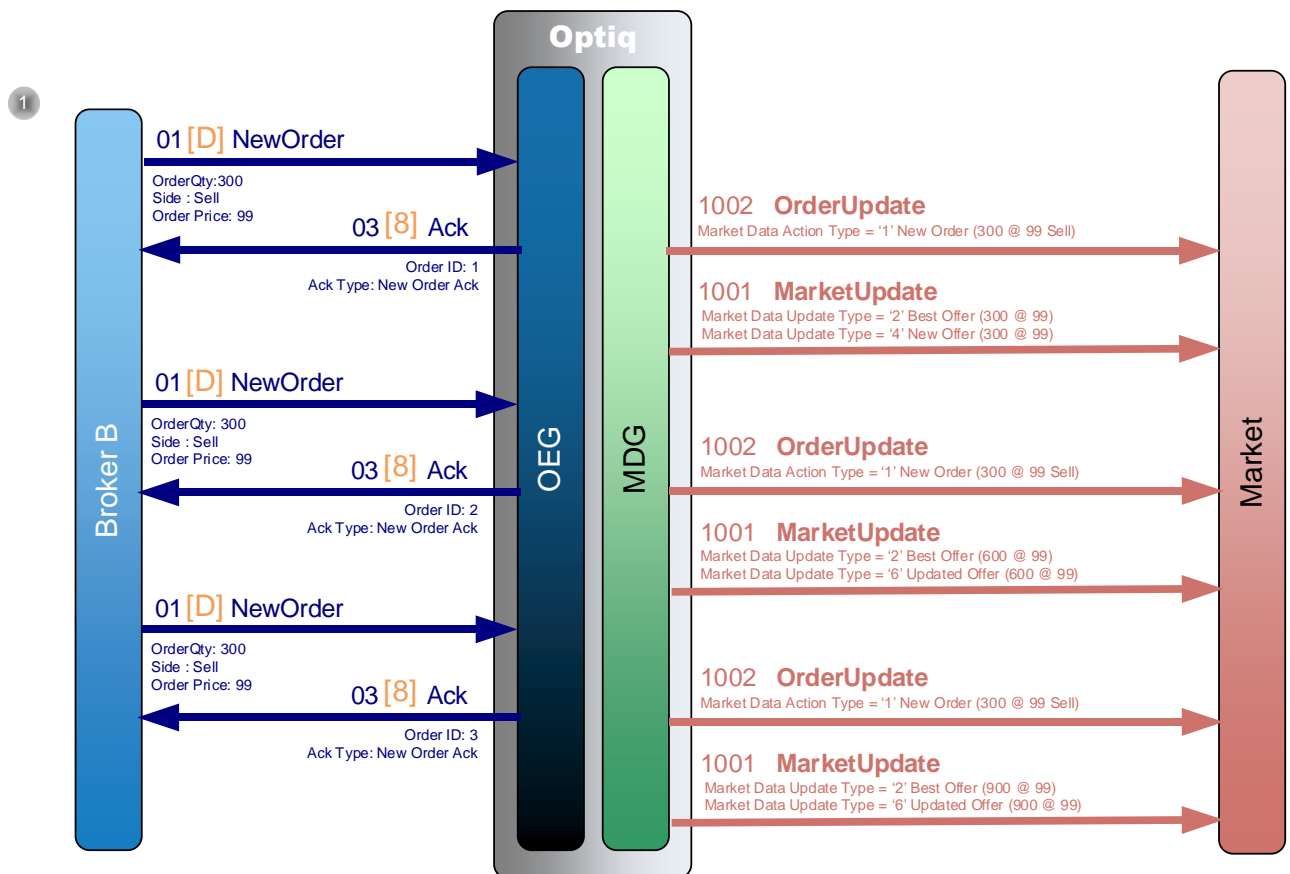 Optiq
1
01 [D] NewOrder
OrderQty:300
Side : Sell
Order Price: 99
03 [8] Ack
Order ID: 1
Ack Type: New Order Ack
1002 OrderUpdate
Market Data Action Type = ‘1’ New Order (300 @ 99 Sell)
1001 MarketUpdate
Market Data Update Type = ‘2’ Best Offer (300 @ 99)
Market Data Update Type = ‘4’ New Offer (300 @ 99)
01 [D] NewOrder
OrderQty: 300
Side : Sell
Order Price: 99
03 [8] Ack
Order ID: 2
Ack Type: New Order Ack
1002 OrderUpdate
Market Data Action Type = ‘1’ New Order (300 @ 99 Sell)
1001 MarketUpdate
Market Data Update Type = ‘2’ Best Offer (600 @ 99)
Market Data Update Type = ‘6’ Updated Offer (600 @ 99)
01 [D] NewOrder
OrderQty: 300
Side : Sell
Order Price: 99
03 [8] Ack
Order ID: 3
Ack Type: New Order Ack
1002 OrderUpdate
Market Data Action Type = ‘1’ New Order (300 @ 99 Sell)
1001 MarketUpdate
Market Data Update Type = ‘2’ Best Offer (900 @ 99)
Market Data Update Type = ‘6’ Updated Offer (900 @ 99)
Broker B
OEG
MDG
Market